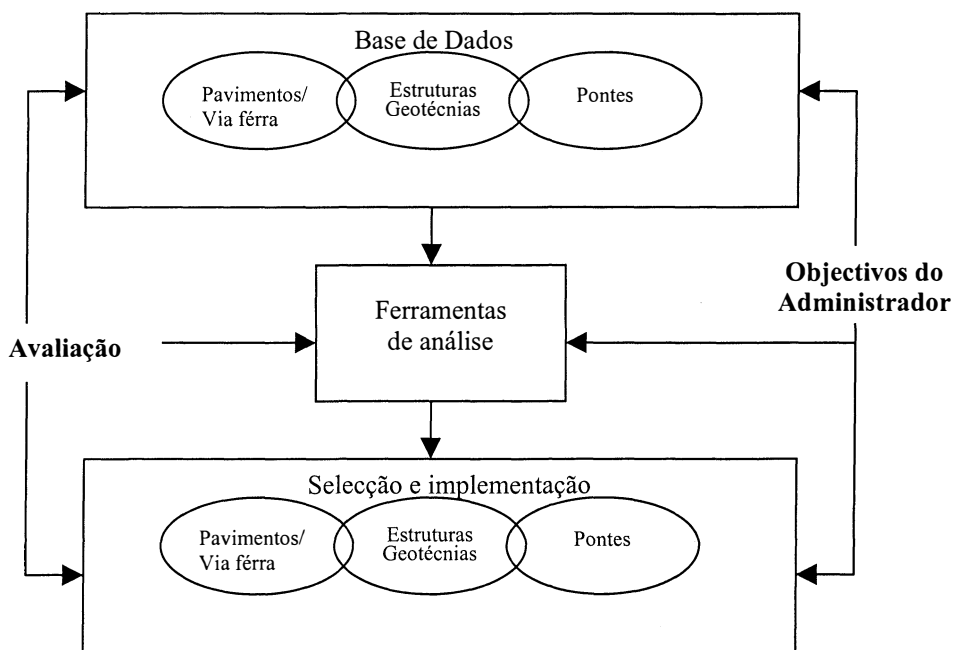 Base de Dados
Pavimentos/
Via férra
Estruturas
Geotécnias
Pontes
Objectivos do
Administrador
Ferramentas
de análise
Avaliação
Selecção e implementação
Pavimentos/
Via férra
Estruturas
Geotécnias
Pontes